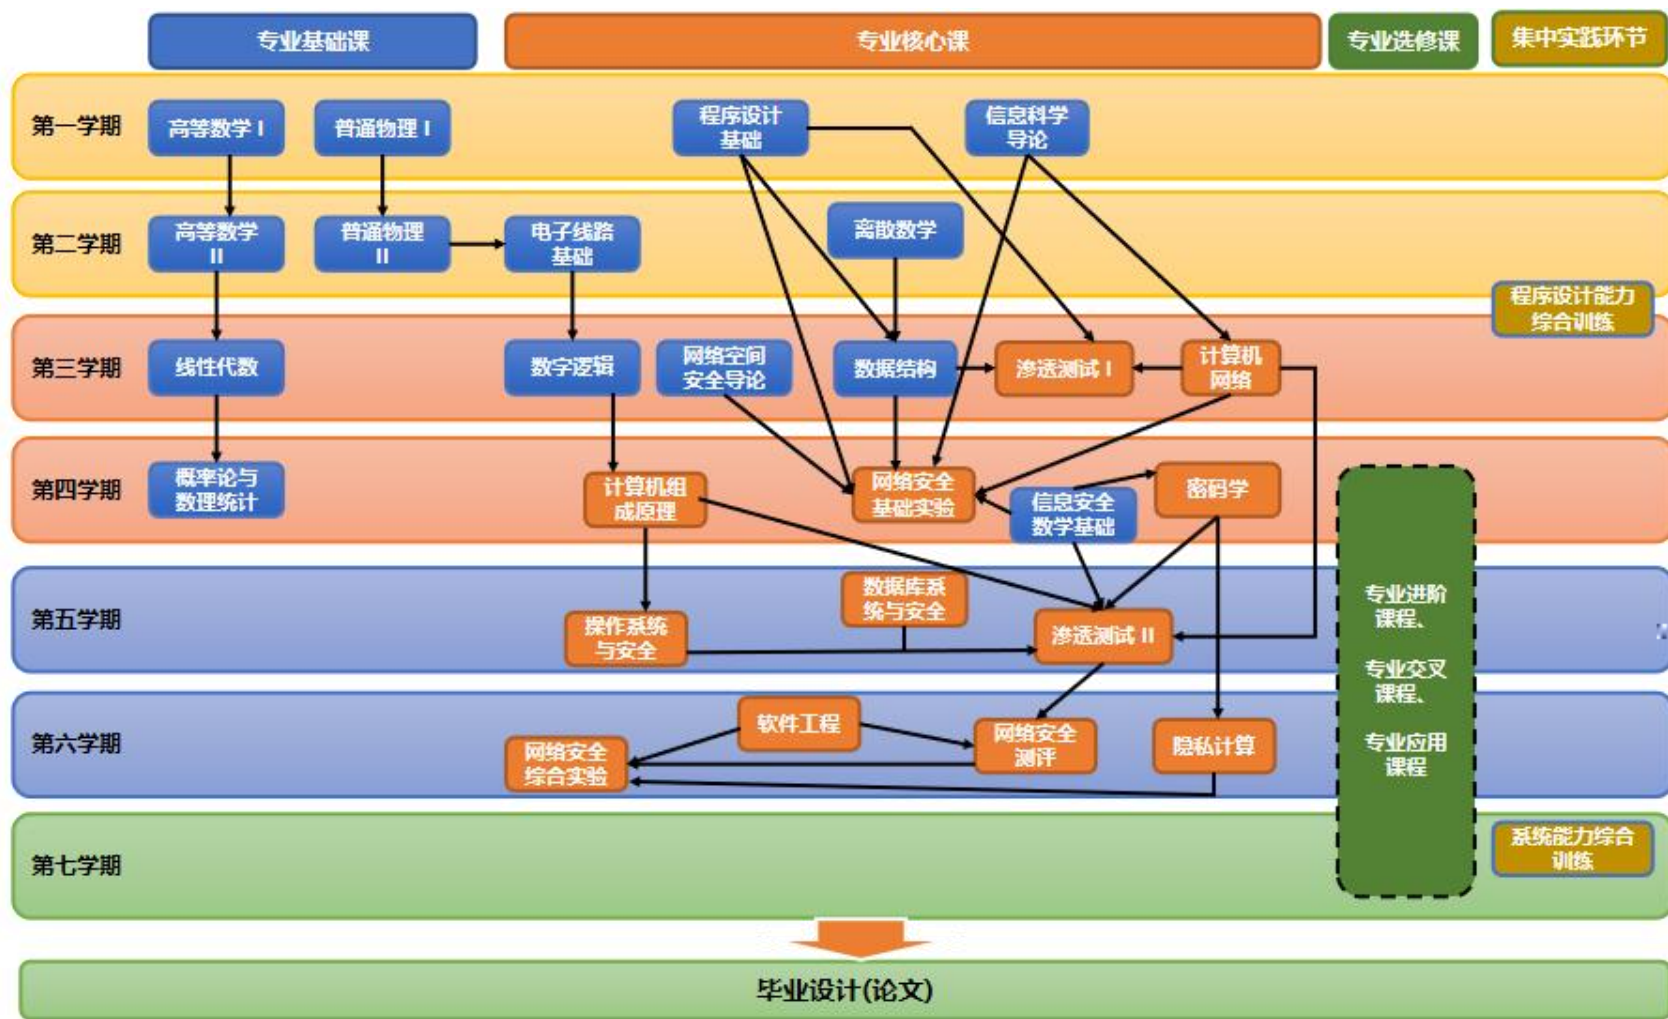 专业基础课
专业核心课
专业选修课
集中实践环节
第一学期
高等数学 I
普通物理 I
程序设计
基础
信息科学
导论
第二学期
高等数学
II
普通物理
II
电子线路
基础
离散数学
程序设计能力
综合训练
第三学期
线性代数
数字逻辑
网络空间
安全导论
数据结构
渗透测试 I
计算机
网络
第四学期
概率论与
数理统计
计算机组
成原理
网络安全
基础实验
信息安全
数学基础
密码学
第五学期
操作系统
与安全
数据库系
统与安全
渗透测试 II
专业进阶
课程、
专业交叉
课程、
专业应用
课程
第六学期
网络安全
综合实验
软件工程
网络安全
测评
隐私计算
第七学期
系统能力综合
训练
毕业设计(论文)